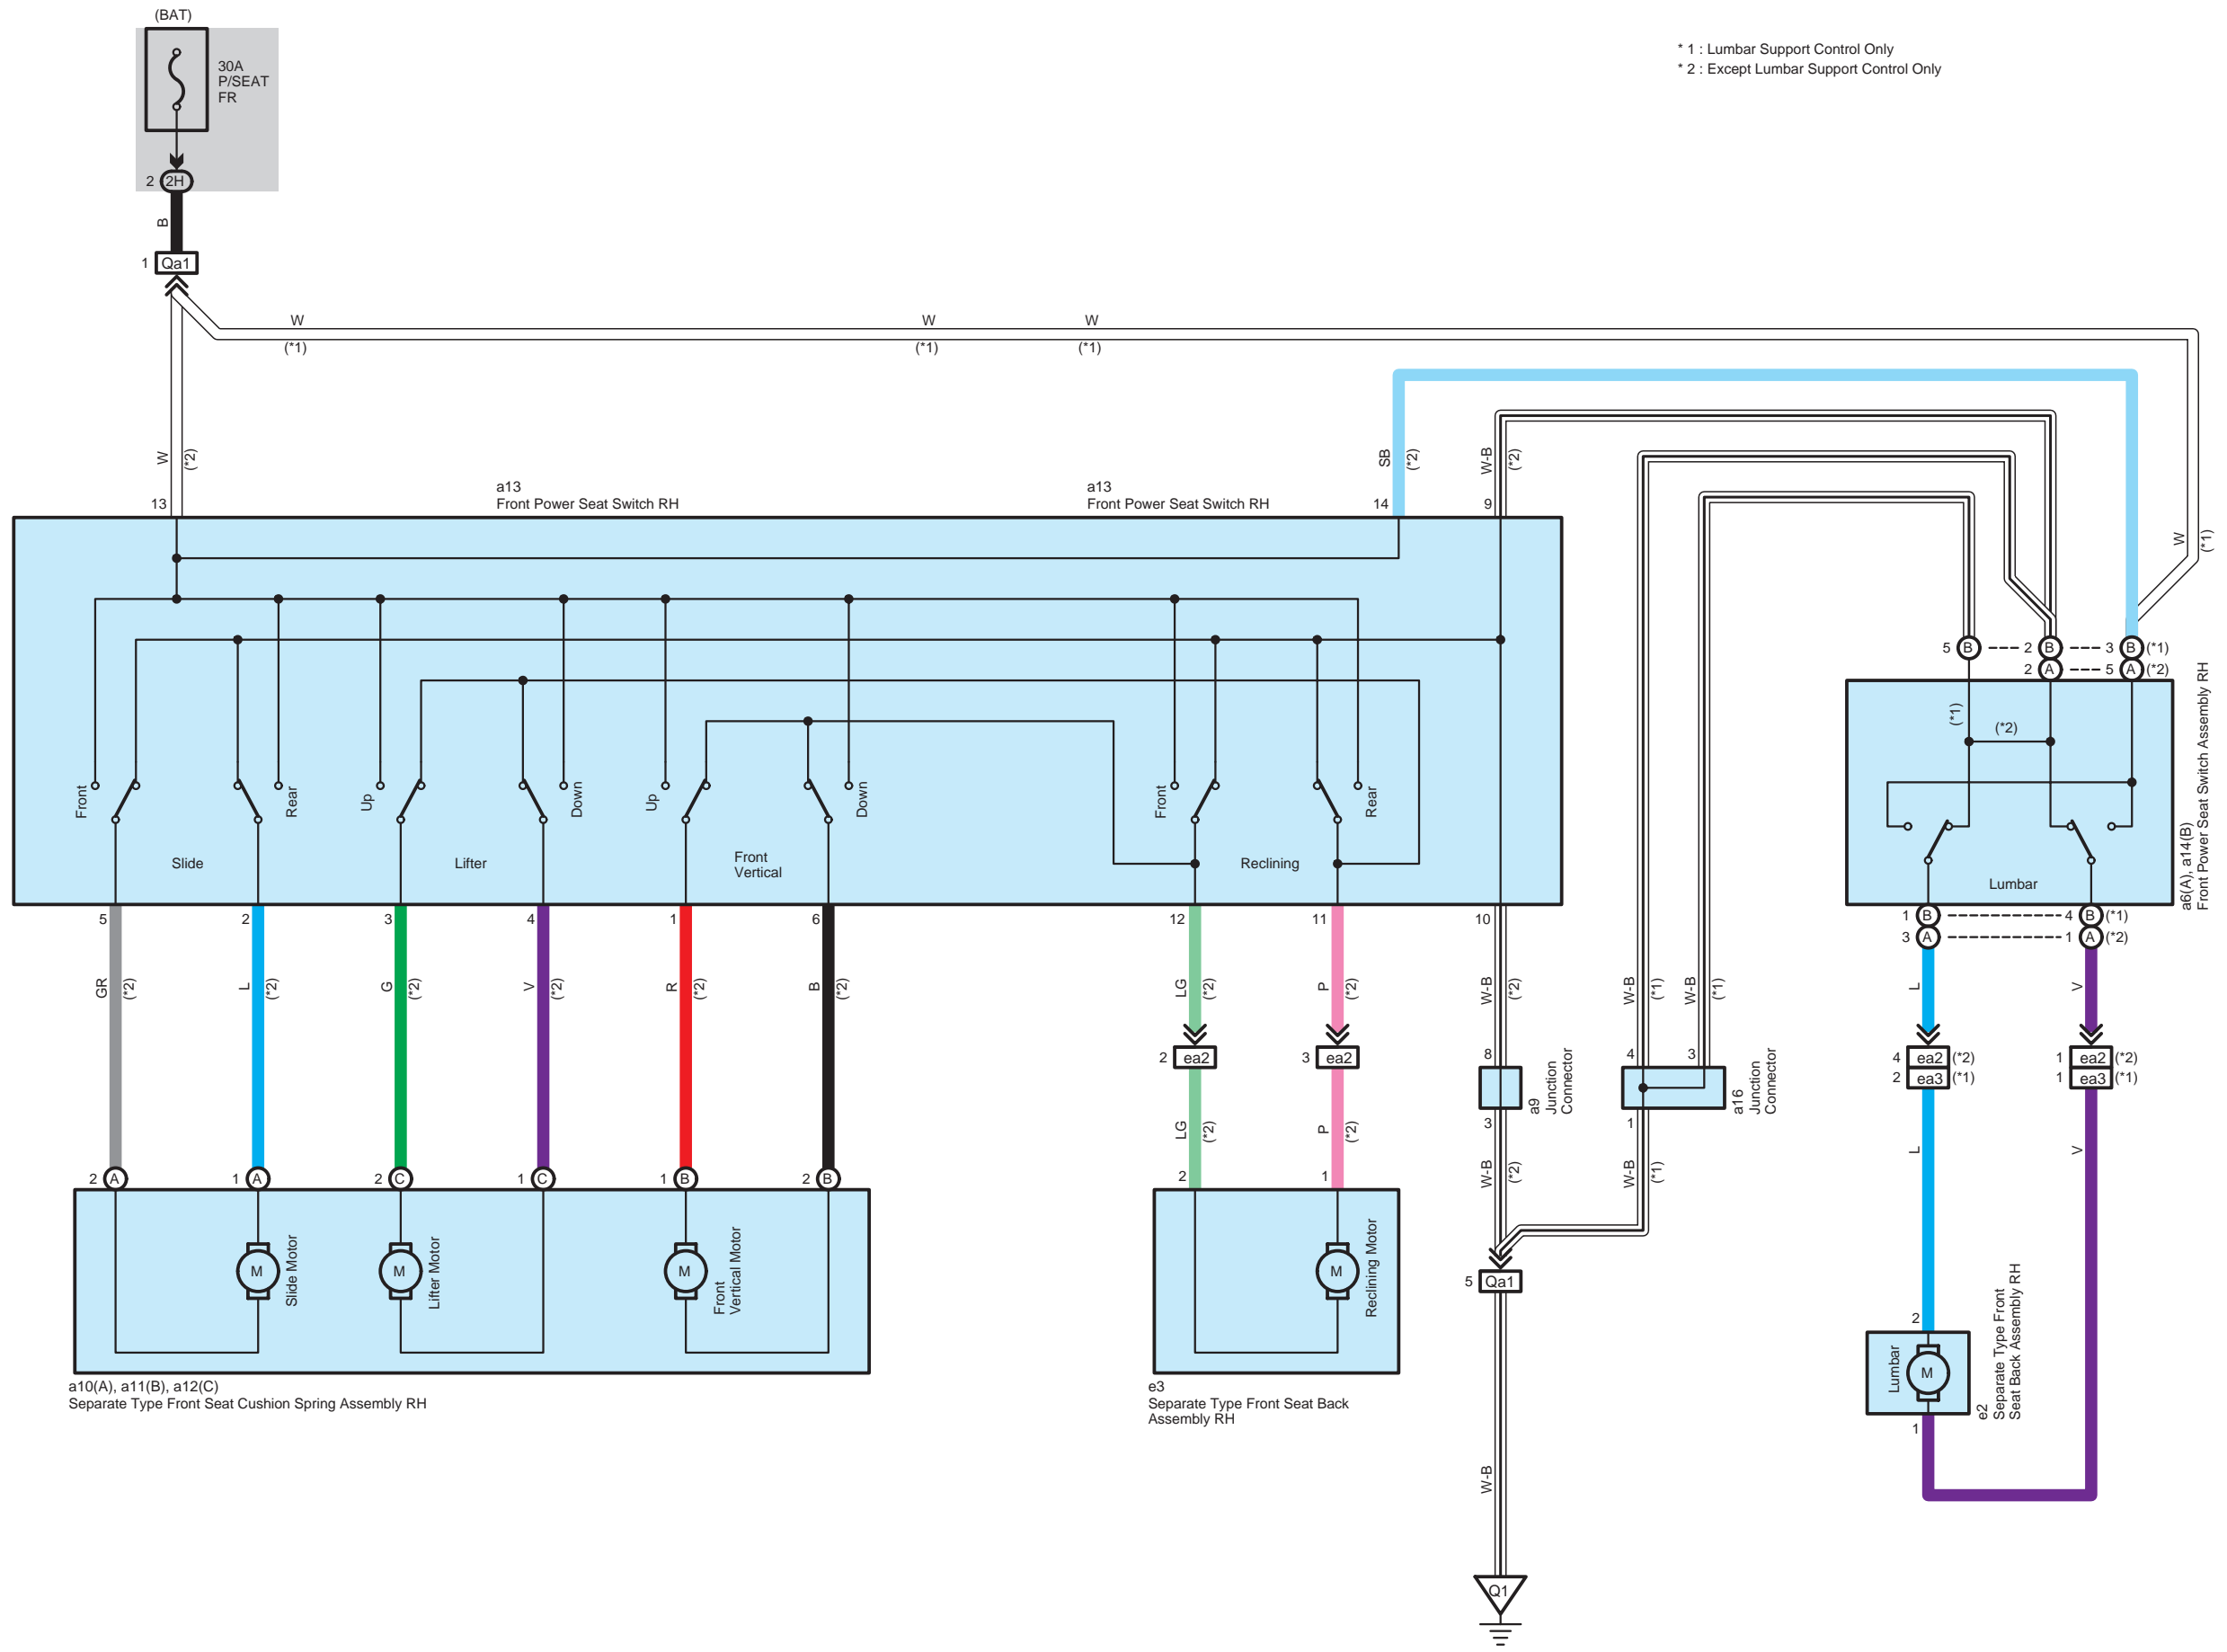 (BAT)
30A
P/SEAT
FR
2 2H
B
1 Qa1
* 1 : Lumbar Support Control Only
* 2 : Except Lumbar Support Control Only
W W W
(*1) (*1) (*1)
W (*2)
SB (*2)
W-B (*2)
W (*1)
a13
Front Power Seat Switch RH
a13
Front Power Seat Switch RH
13 14 9
5 B 2 B 3 B (*1)
2 A 5 A (*2)
(*1)
(*2)
Lumbar
a6(A), a14(B)
Front Power Seat Switch Assembly RH
Front Rear Up Down Up Down Front Rear
Slide Lifter Front
Vertical Reclining
5 2 3 4 1 6 12 11 10
1 B 4 B (*1)
3 A 1 A (*2)
GR (*2)
L (*2)
G (*2)
V (*2)
R (*2)
B (*2)
LG (*2)
P (*2)
W-B (*2)
W-B (*1)
W-B (*1)
L
V
2 ea2 3 ea2
8
4 3
4 ea2 (*2) 1 ea2 (*2)
2 ea3 (*1) 1 ea3 (*1)
a9
Junction
Connector
a16
Junction
Connector
3 1
LG (*2)
P (*2)
W-B (*2)
W-B (*1)
L
V
2 A 1 A 2 C 1 C 1 B 2 B
2 1
M Slide Motor
M Lifter Motor
M Front
Vertical Motor
M Reclining Motor
5 Qa1
a10(A), a11(B), a12(C)
Separate Type Front Seat Cushion Spring Assembly RH
e3
Separate Type Front Seat Back
Assembly RH
2
Lumbar M
e2
Separate Type Front
Seat Back Assembly RH
1
W-B
Q1